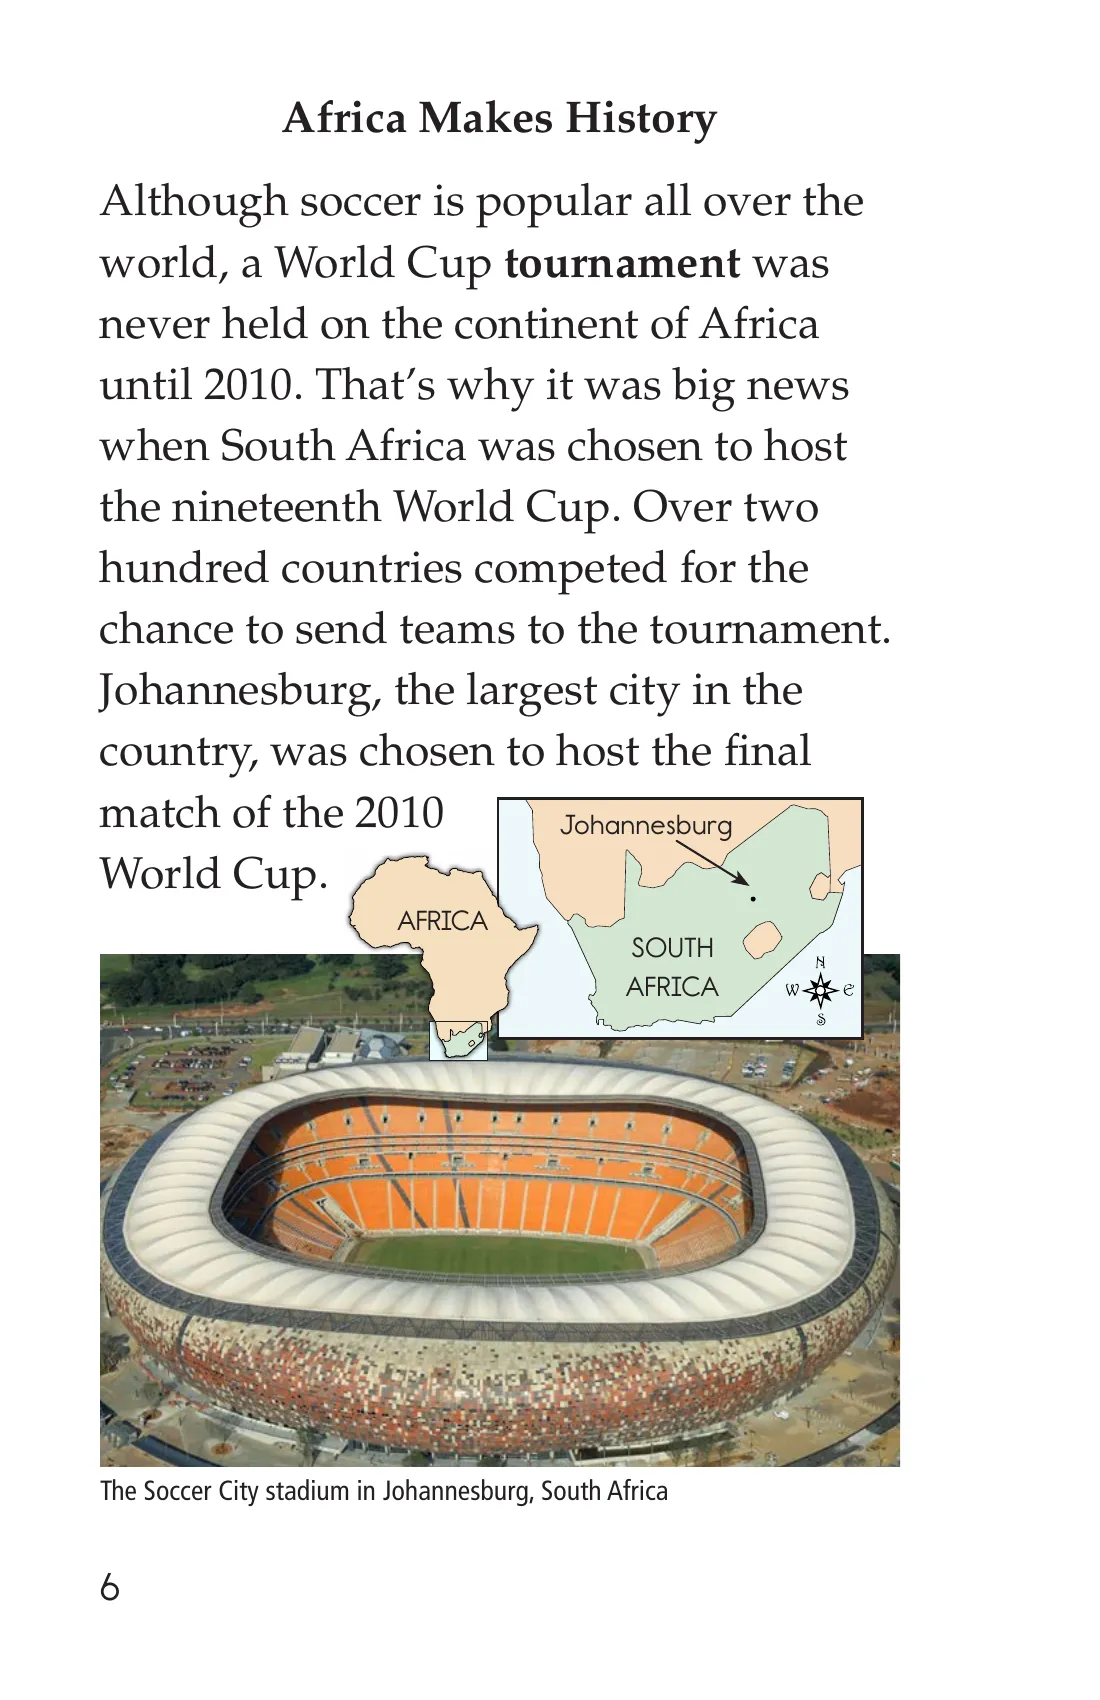 Africa Makes History
Although soccer is popular all over the
world, a World Cup tournament was
never held on the continent of Africa
until 2010. That’s why it was big news
when South Africa was chosen to host
the nineteenth World Cup. Over two
hundred countries competed for the
chance to send teams to the tournament.
Johannesburg, the largest city in the
country, was chosen to host the final
match of the 2010
World Cup.
Johannesburg
AFRICA
SOUTH
AFRICA
N
W E
S
The Soccer City stadium in Johannesburg, South Africa
6